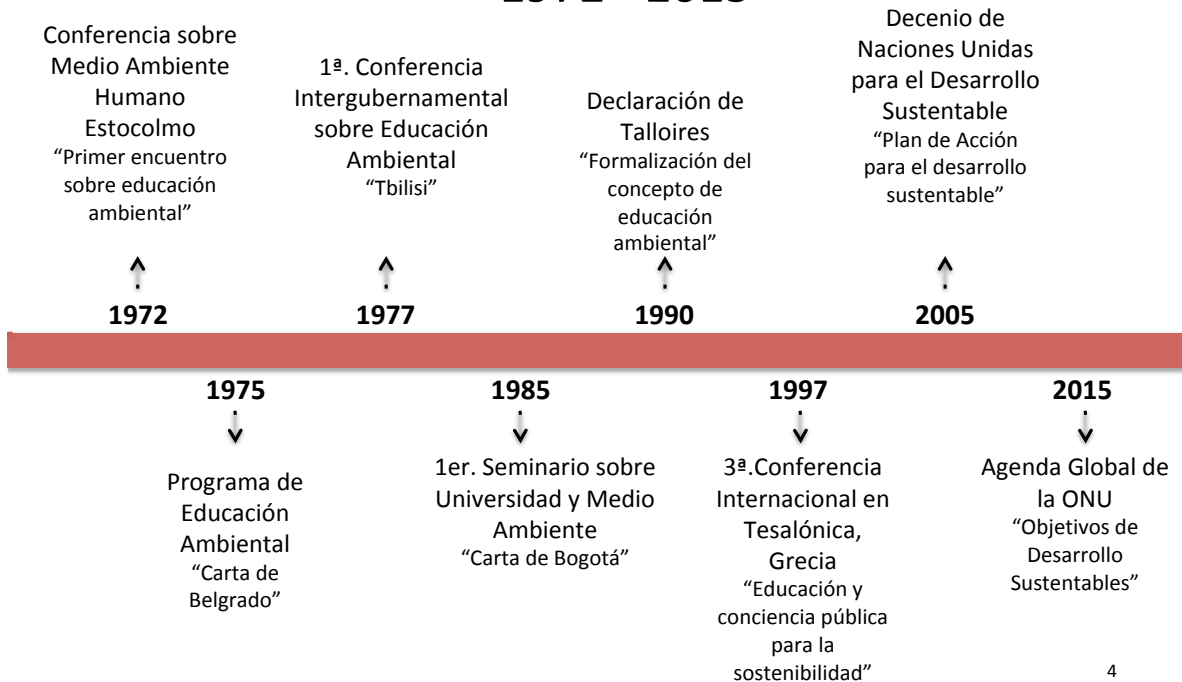 Conferencia sobre
Medio Ambiente
Humano
Estocolmo
“Primer encuentro
sobre educación
ambiental”
1972
1ª. Conferencia
Intergubernamental
sobre Educación
Ambiental
“Tbilisi”
1977
Declaración de
Talloires
“Formalización del
concepto de
educación
ambiental”
1990
Decenio de
Naciones Unidas
para el Desarrollo
Sustentable
“Plan de Acción
para el desarrollo
sustentable”
2005
1975
Programa de
Educación
Ambiental
“Carta de
Belgrado”
1985
1er. Seminario sobre
Universidad y Medio
Ambiente
“Carta de Bogotá”
1997
3ª.Conferencia
Internacional en
Tesalónica,
Grecia
“Educación y
conciencia pública
para la
sostenibilidad”
2015
Agenda Global de
la ONU
“Objetivos de
Desarrollo
Sustentables”
4